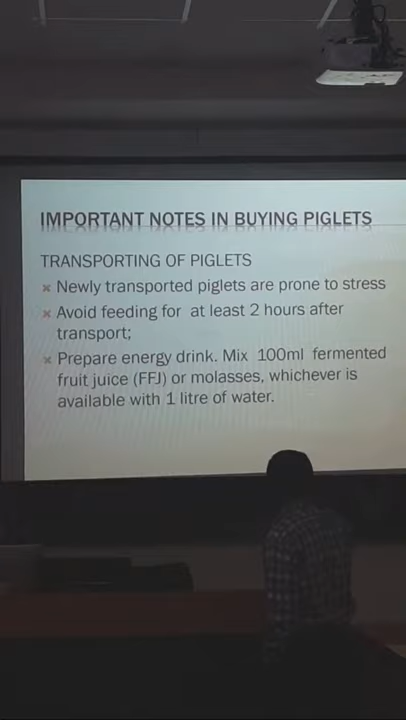 IMPORTANT NOTES IN BUYING PIGLETS
TRANSPORTING OF PIGLETS
Newly transported piglets are prone to stress
Avoid feeding for at least 2 hours after
transport;
Prepare energy drink. Mix 100ml fermented
fruit juice (FFJ) or molasses, whichever is
available with 1 litre of water.